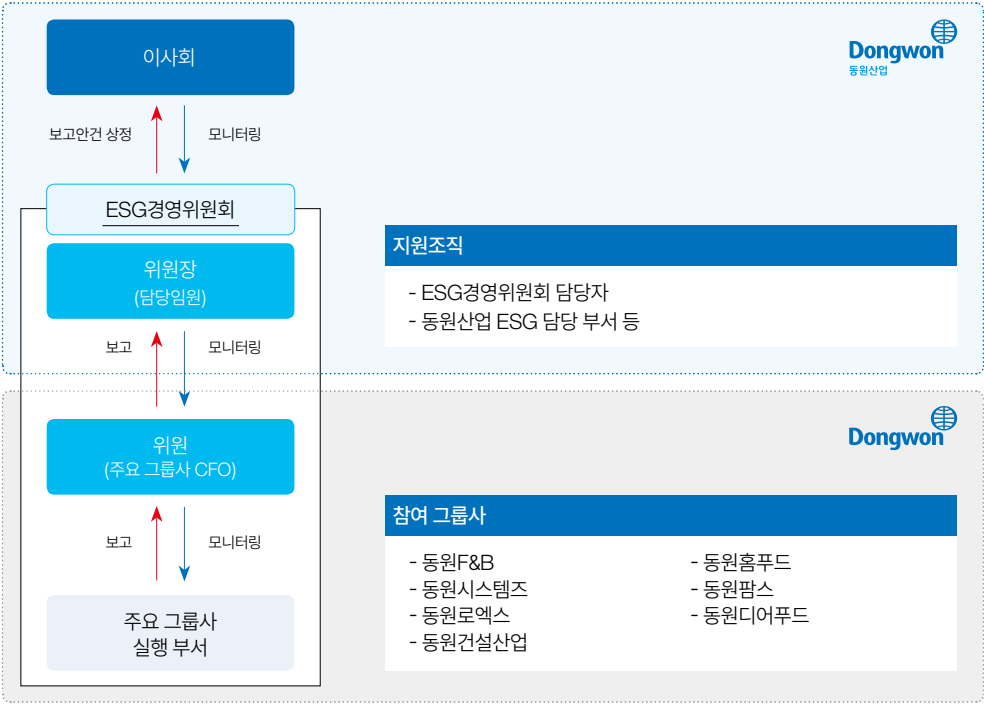 이사회
Dongwon
동원산업
보고안건 상정
모니터링
ESG경영위원회
위원장
(담당임원)
지원조직
- ESG경영위원회 담당자
- 동원산업 ESG 담당 부서 등
보고
모니터링
위원
(주요 그룹사 CFO)
Dongwon
참여 그룹사
- 동원F&B
- 동원시스템즈
- 동원로엑스
- 동원건설산업
- 동원홈푸드
- 동원팜스
- 동원디어푸드
보고
모니터링
주요 그룹사
실행 부서